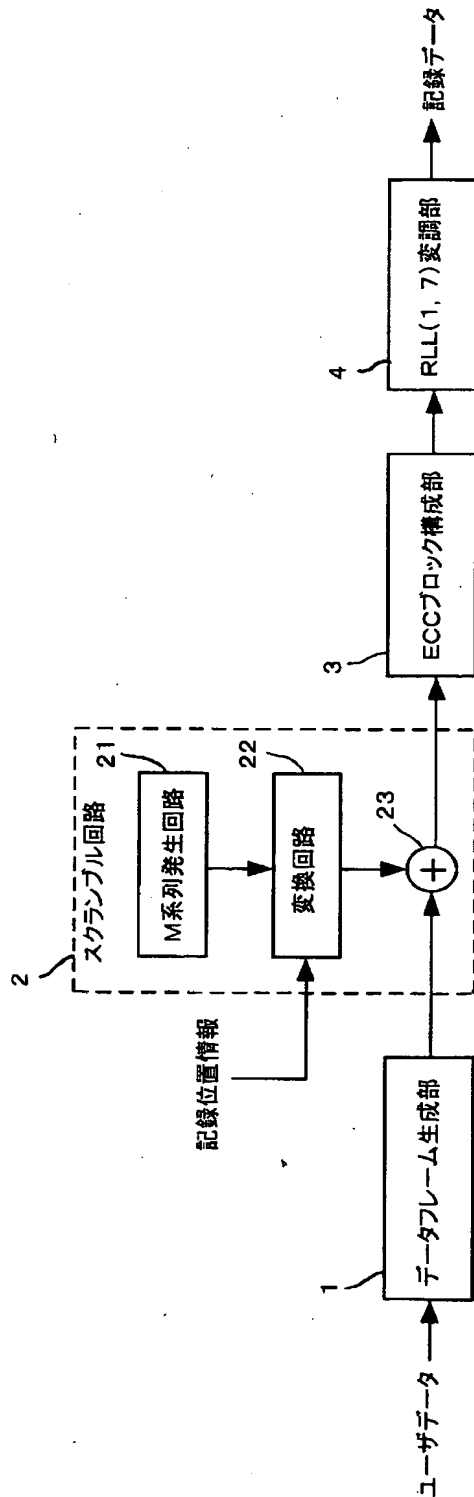 ユーザデータ
1
データフレーム生成部
記録位置情報
2
スクランブル回路
21
M系列発生回路
22
変換回路
23
+
3
ECCブロック構成部
4
RLL(1, 7)変調部
記録データ